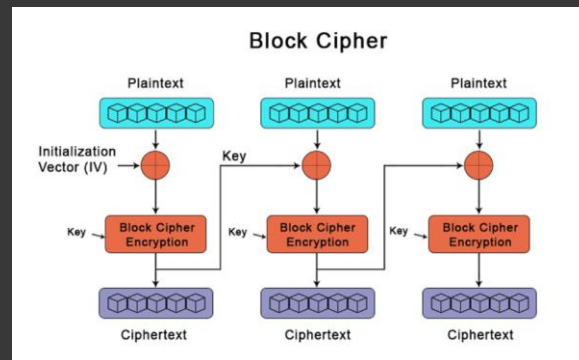 Block Cipher
Plaintext
Plaintext
Plaintext
Initialization
Vector (IV)
Key
Key
Block Cipher
Encryption
Key
Block Cipher
Encryption
Key
Block Cipher
Encryption
Ciphertext
Ciphertext
Ciphertext